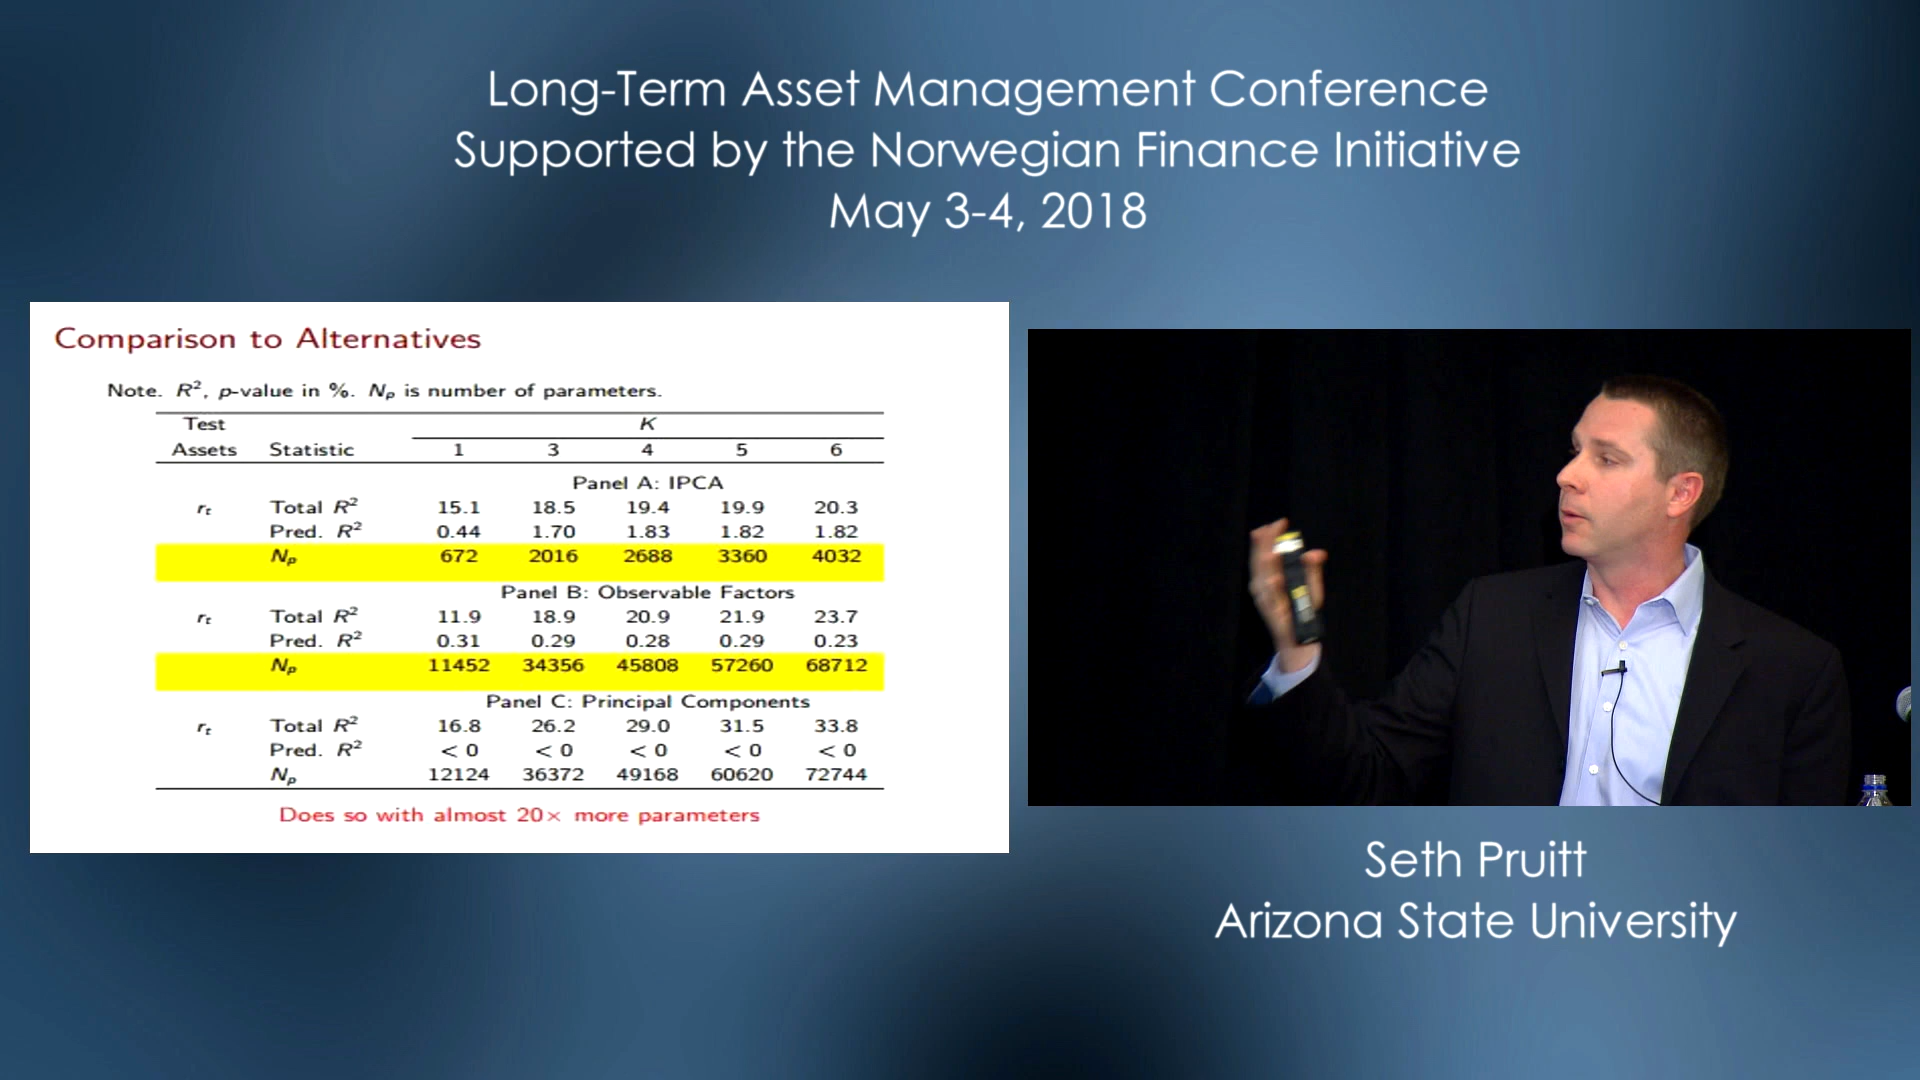 Long-Term Asset Management Conference
Supported by the Norwegian Finance Initiative
May 3-4, 2018
Comparison to Alternatives
Note. R², p-value in %. Nₚ is number of parameters.
Test K
Assets Statistic 1 3 4 5 6
Panel A: IPCA
rₜ Total R² 15.1 18.5 19.4 19.9 20.3
Pred. R² 0.44 1.70 1.83 1.82 1.82
Nₚ 672 2016 2688 3360 4032
Panel B: Observable Factors
rₜ Total R² 11.9 18.9 20.9 21.9 23.7
Pred. R² 0.31 0.29 0.28 0.29 0.23
Nₚ 11452 34356 45808 57260 68712
Panel C: Principal Components
rₜ Total R² 16.8 26.2 29.0 31.5 33.8
Pred. R² < 0 < 0 < 0 < 0 < 0
Nₚ 12124 36372 49168 60620 72744
Does so with almost 20× more parameters
Seth Pruitt
Arizona State University